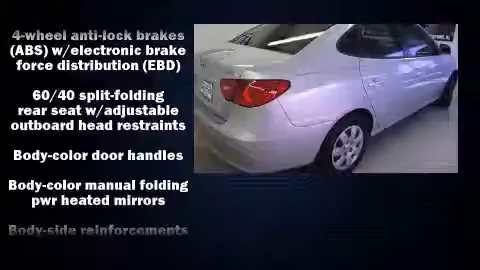 4-wheel anti-lock brakes
(ABS) w/electronic brake
force distribution (EBD)
60/40 split-folding
rear seat w/adjustable
outboard head restraints
Body-color door handles
Body-color manual folding
pwr heated mirrors
Body-side reinforcements